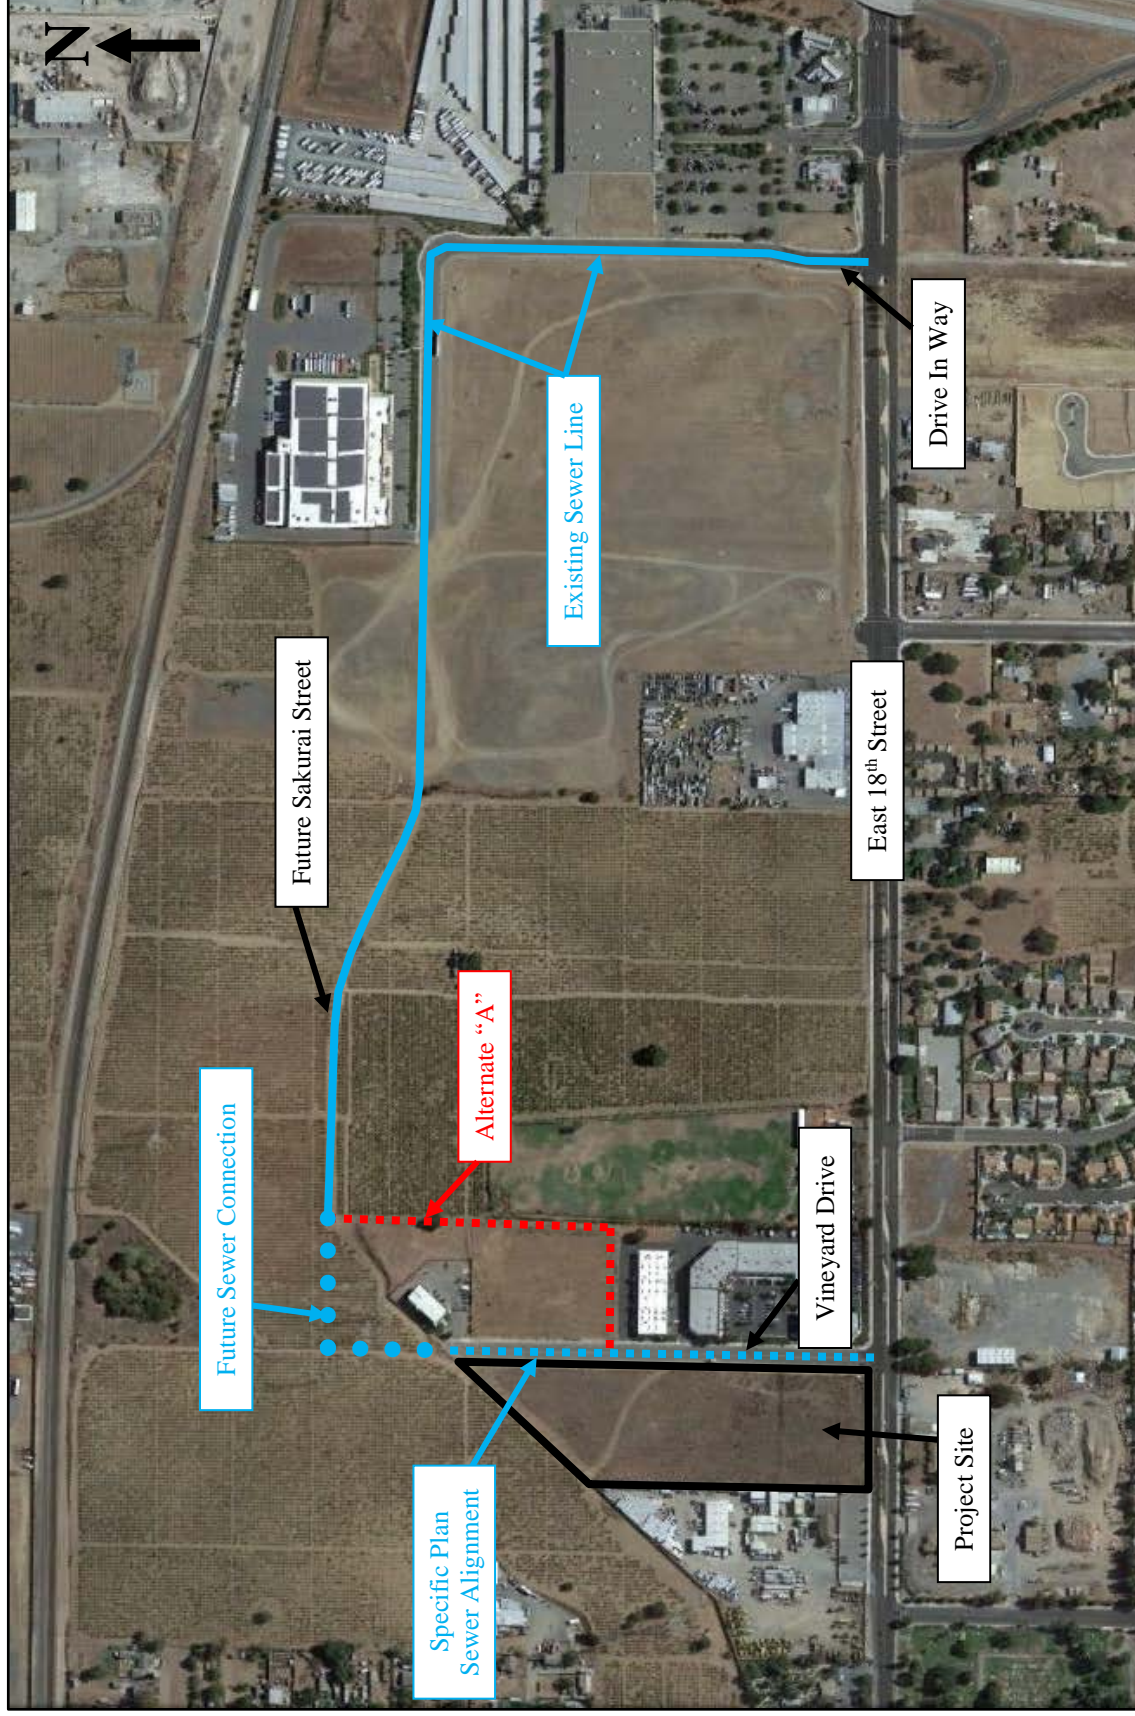 N
Future Sewer Connection
Future Sakurai Street
Specific Plan
Sewer Alignment
Alternate “A”
Existing Sewer Line
Vineyard Drive
East 18th Street
Project Site
Drive In Way